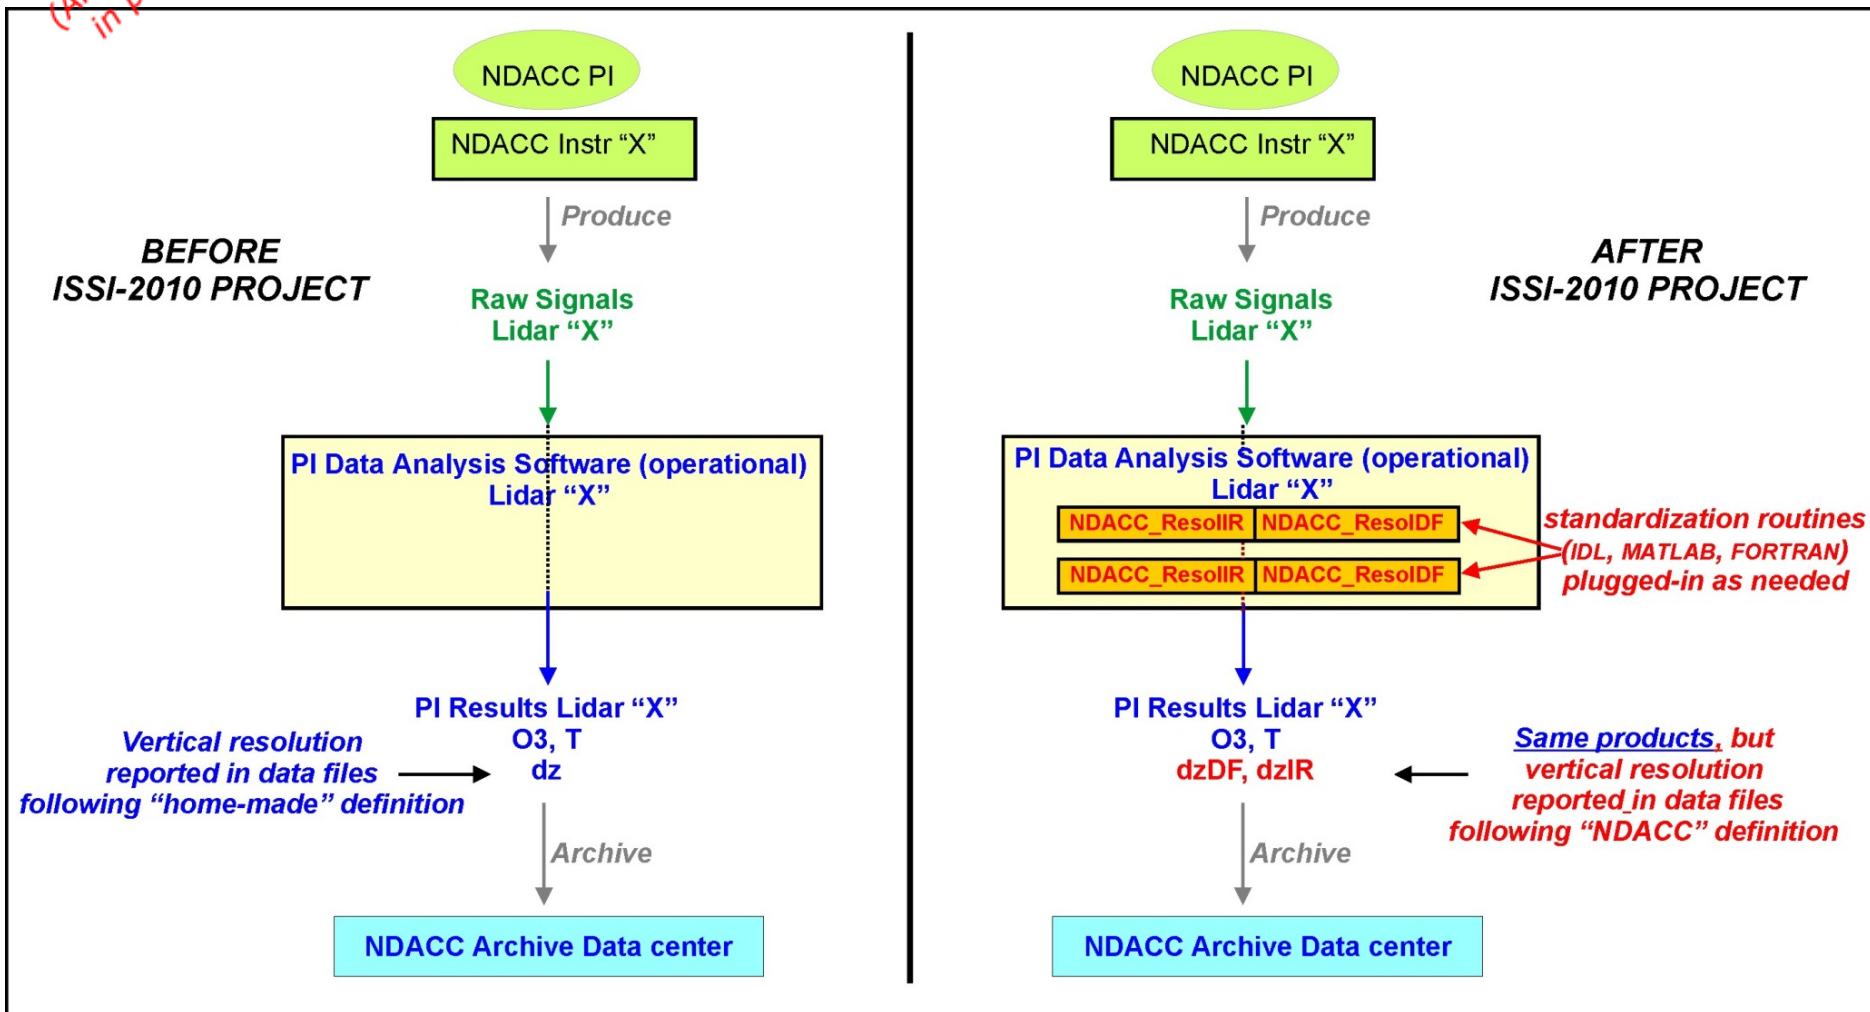 (A
in p
NDACC PI
NDACC Instr “X”
Produce
BEFORE
ISSI-2010 PROJECT
Raw Signals
Lidar “X”
PI Data Analysis Software (operational)
Lidar “X”
PI Results Lidar “X”
O3, T
dz
Vertical resolution
reported in data files
following “home-made” definition
Archive
NDACC Archive Data center
NDACC PI
NDACC Instr “X”
Produce
AFTER
ISSI-2010 PROJECT
Raw Signals
Lidar “X”
PI Data Analysis Software (operational)
Lidar “X”
NDACC_ResolIR NDACC_ResolDF
NDACC_ResolIR NDACC_ResolDF
standardization routines
(IDL, MATLAB, FORTRAN)
plugged-in as needed
PI Results Lidar “X”
O3, T
dzDF, dzIR
Same products, but
vertical resolution
reported in data files
following “NDACC” definition
Archive
NDACC Archive Data center